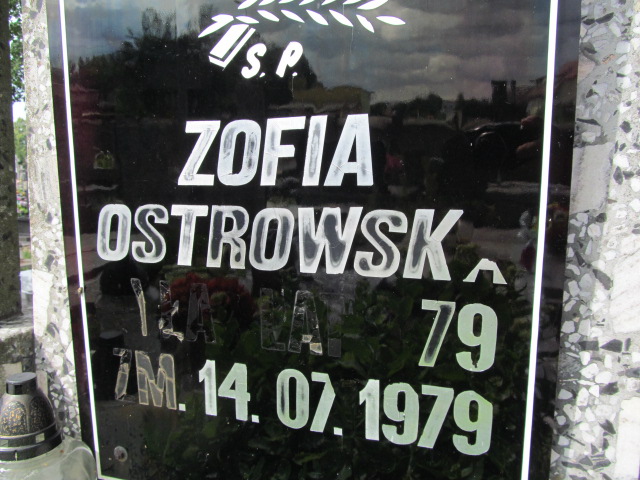 Ś.P.
ZOFIA
OSTROWSKA
ŻYŁA LAT 79
ZM. 14. 07. 1979